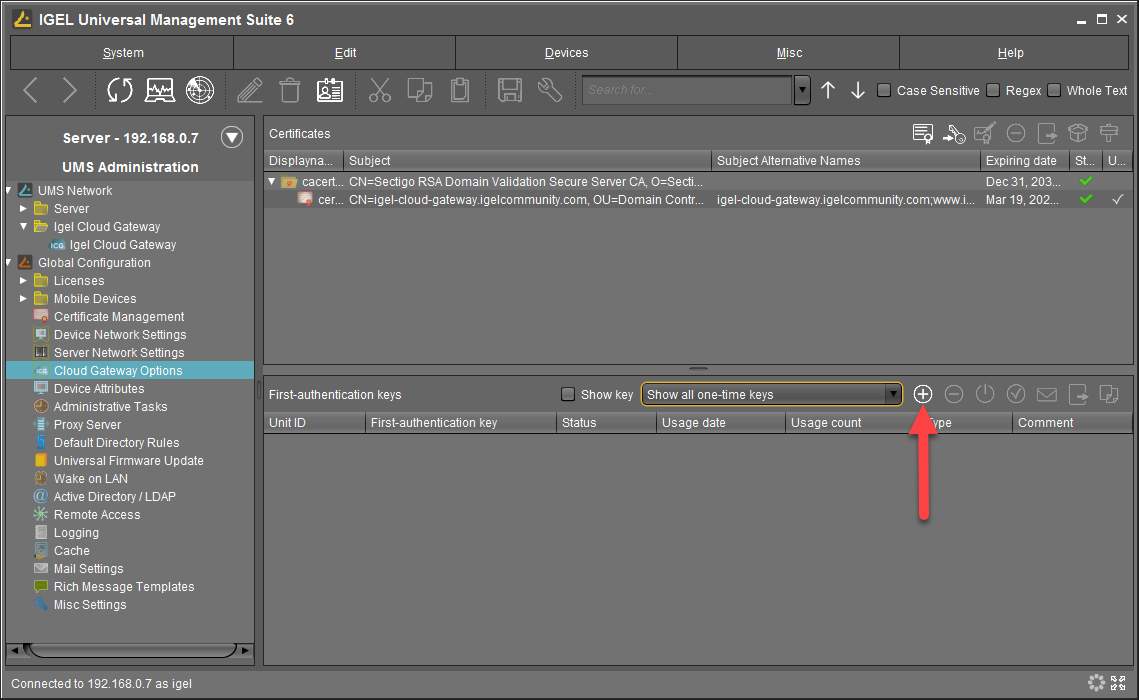 IGEL Universal Management Suite 6
System Edit Devices Misc Help
Search for... Case Sensitive Regex Whole Text
Server - 192.168.0.7
UMS Administration
UMS Network
Server
Igel Cloud Gateway
ICG Igel Cloud Gateway
Global Configuration
Licenses
Mobile Devices
Certificate Management
Device Network Settings
Server Network Settings
ICG Cloud Gateway Options
Device Attributes
Administrative Tasks
Proxy Server
Default Directory Rules
Universal Firmware Update
Wake on LAN
@ Active Directory / LDAP
Remote Access
Logging
Cache
Mail Settings
Rich Message Templates
Misc Settings
Certificates
Displayna... Subject Subject Alternative Names Expiring date St... U...
cacert... CN=Sectigo RSA Domain Validation Secure Server CA, O=Secti... Dec 31, 203...
cer... CN=igel-cloud-gateway.igelcommunity.com, OU=Domain Contr... igel-cloud-gateway.igelcommunity.com;www.i... Mar 19, 202...
First-authentication keys Show key Show all one-time keys
Unit ID First-authentication key Status Usage date Usage count Type Comment
Connected to 192.168.0.7 as igel